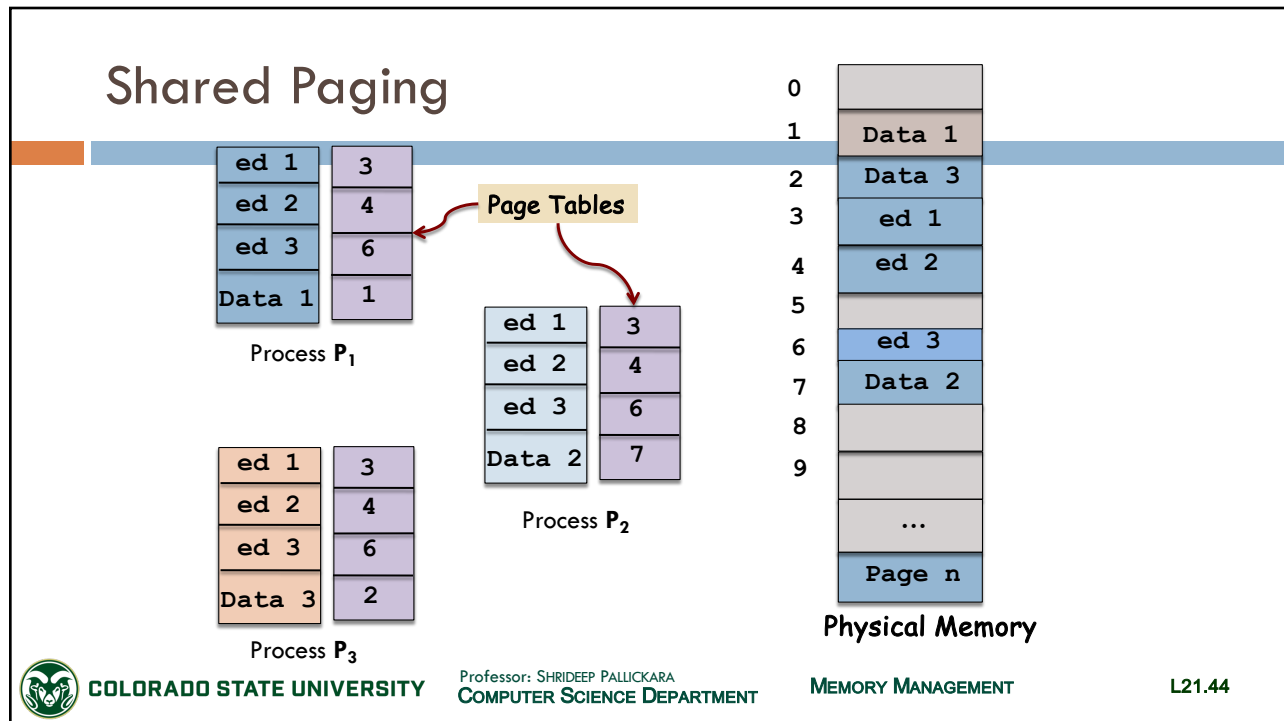 Shared Paging
ed 1
ed 2
ed 3
Data 1
3
4
6
1
Process P1
Page Tables
ed 1
ed 2
ed 3
Data 2
3
4
6
7
Process P2
ed 1
ed 2
ed 3
Data 3
3
4
6
2
Process P3
0
1 Data 1
2 Data 3
3 ed 1
4 ed 2
5
6 ed 3
7 Data 2
8
9
…
Page n
Physical Memory
COLORADO STATE UNIVERSITY
Professor: SHRIDEEP PALLICKARA
COMPUTER SCIENCE DEPARTMENT
MEMORY MANAGEMENT
L21.44